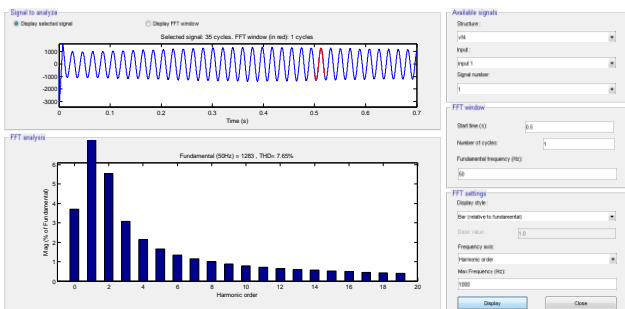 Signal to analyze
Display selected signal
Display FFT window
Selected signal: 35 cycles. FFT window (in red): 1 cycles
1000
0
-1000
-2000
-3000
0 0.1 0.2 0.3 0.4 0.5 0.6 0.7
Time (s)
FFT analysis
Fundamental (50Hz) = 1283 , THD= 7.65%
Mag (% of Fundamental)
6
5
4
3
2
1
0
0 2 4 6 8 10 12 14 16 18 20
Harmonic order
Available signals
Structure :
Input :
input 1
Signal number:
1
FFT window
Start time (s):
0.5
Number of cycles:
1
Fundamental frequency (Hz):
50
FFT settings
Display style :
Bar (relative to fundamental)
Base value:
1.0
Frequency axis:
Harmonic order
Max Frequency (Hz):
1000
Display
Close